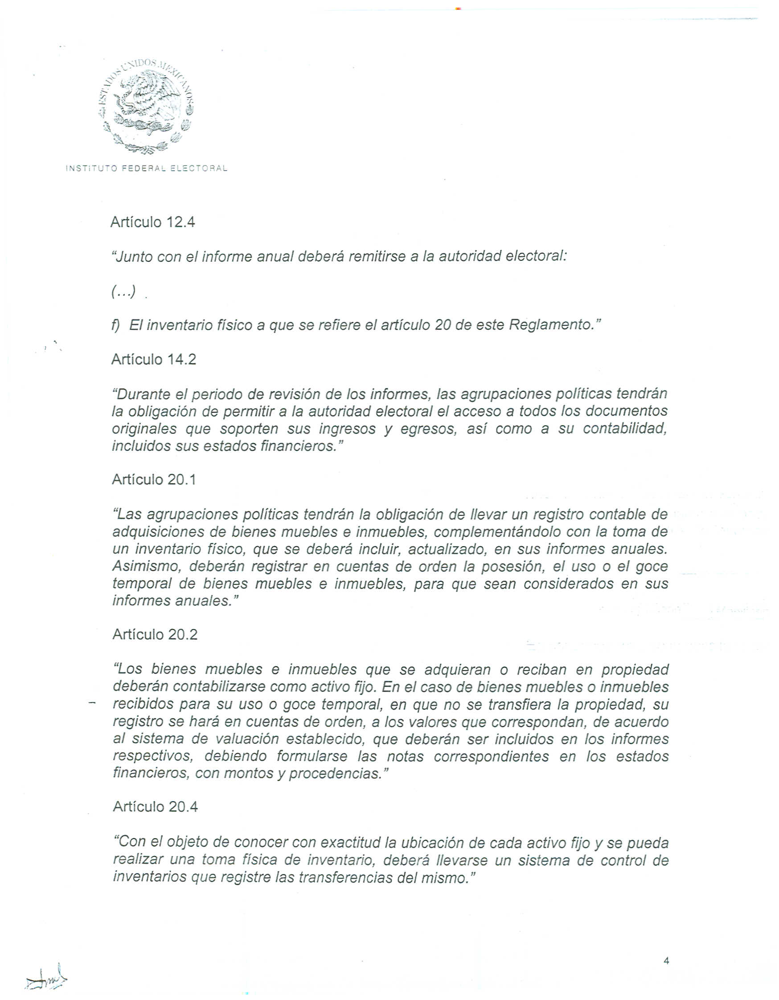 ESTADOS UNIDOS MEXICANOS
INSTITUTO FEDERAL ELECTORAL
Artículo 12.4
“Junto con el informe anual deberá remitirse a la autoridad electoral:
(...) .
f) El inventario físico a que se refiere el artículo 20 de este Reglamento.”
Artículo 14.2
“Durante el periodo de revisión de los informes, las agrupaciones políticas tendrán
la obligación de permitir a la autoridad electoral el acceso a todos los documentos
originales que soporten sus ingresos y egresos, así como a su contabilidad,
incluidos sus estados financieros.”
Artículo 20.1
“Las agrupaciones políticas tendrán la obligación de llevar un registro contable de
adquisiciones de bienes muebles e inmuebles, complementándolo con la toma de
un inventario físico, que se deberá incluir, actualizado, en sus informes anuales.
Asimismo, deberán registrar en cuentas de orden la posesión, el uso o el goce
temporal de bienes muebles e inmuebles, para que sean considerados en sus
informes anuales.”
Artículo 20.2
“Los bienes muebles e inmuebles que se adquieran o reciban en propiedad
deberán contabilizarse como activo fijo. En el caso de bienes muebles o inmuebles
recibidos para su uso o goce temporal, en que no se transfiera la propiedad, su
registro se hará en cuentas de orden, a los valores que correspondan, de acuerdo
al sistema de valuación establecido, que deberán ser incluidos en los informes
respectivos, debiendo formularse las notas correspondientes en los estados
financieros, con montos y procedencias.”
Artículo 20.4
“Con el objeto de conocer con exactitud la ubicación de cada activo fijo y se pueda
realizar una toma física de inventario, deberá llevarse un sistema de control de
inventarios que registre las transferencias del mismo.”
4